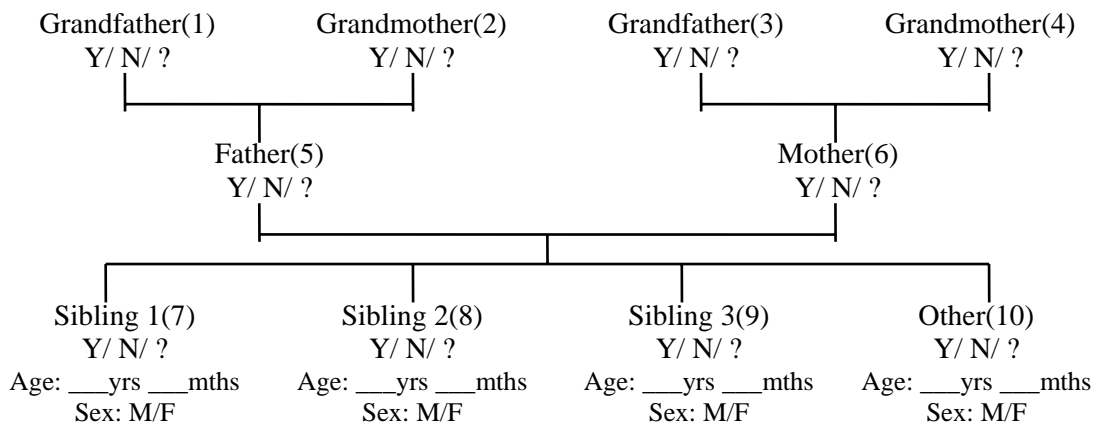 Grandfather(1) Grandmother(2) Grandfather(3) Grandmother(4)
Y/ N/ ? Y/ N/ ? Y/ N/ ? Y/ N/ ?
Father(5) Mother(6)
Y/ N/ ? Y/ N/ ?
Sibling 1(7) Sibling 2(8) Sibling 3(9) Other(10)
Y/ N/ ? Y/ N/ ? Y/ N/ ? Y/ N/ ?
Age: ___yrs ___mths Age: ___yrs ___mths Age: ___yrs ___mths Age: ___yrs ___mths
Sex: M/F Sex: M/F Sex: M/F Sex: M/F